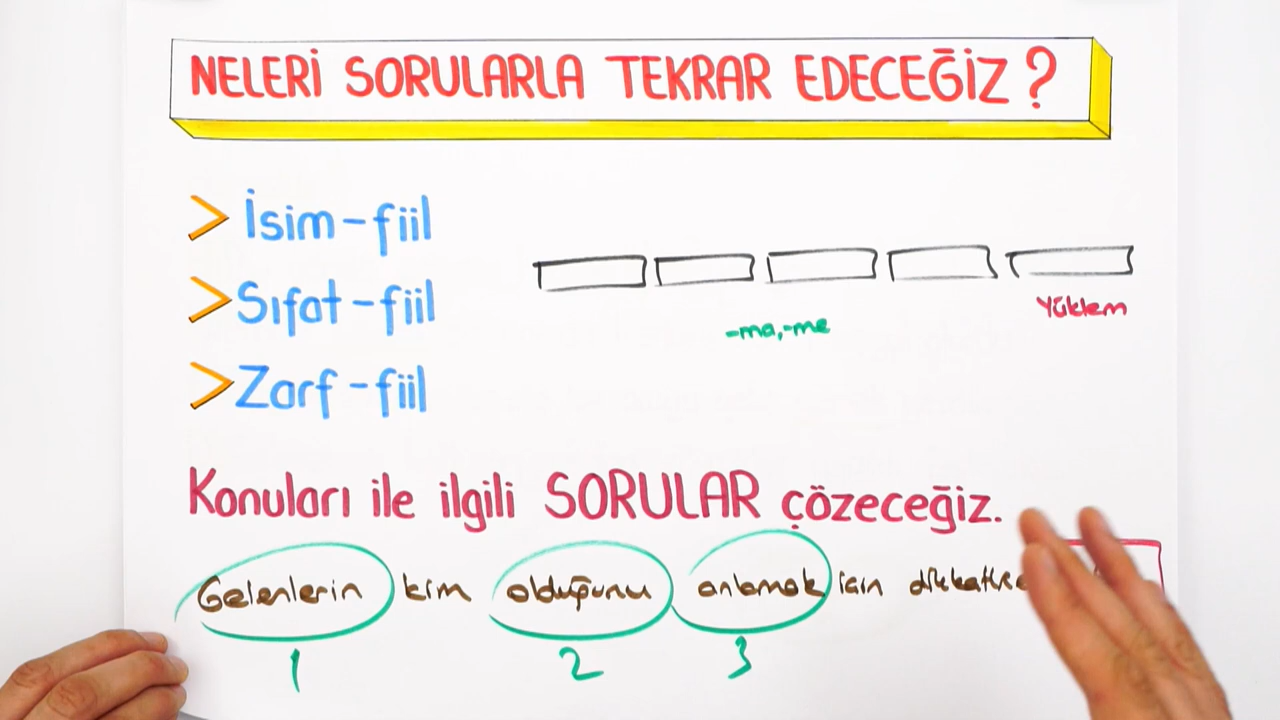 NELERİ SORULARLA TEKRAR EDECEĞİZ ?
> İsim-fiil
> Sıfat-fiil
> Zarf-fiil
-ma,-me
Yüklem
Konuları ile ilgili SORULAR çözeceğiz.
Gelenlerin kim olduğunu anlamak için
1 2 3